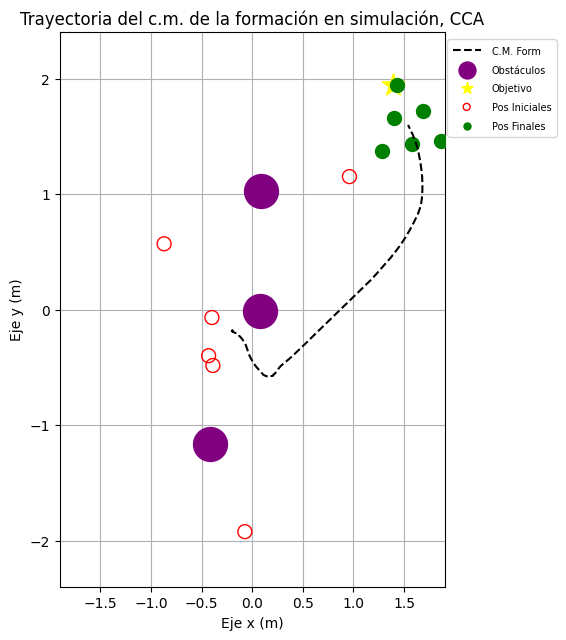 Trayectoria del c.m. de la formación en simulación, CCA
C.M. Form
Obstáculos
Objetivo
Pos Iniciales
Pos Finales
2
1
0
−1
−2
Eje y (m)
−1.5 −1.0 −0.5 0.0 0.5 1.0 1.5
Eje x (m)